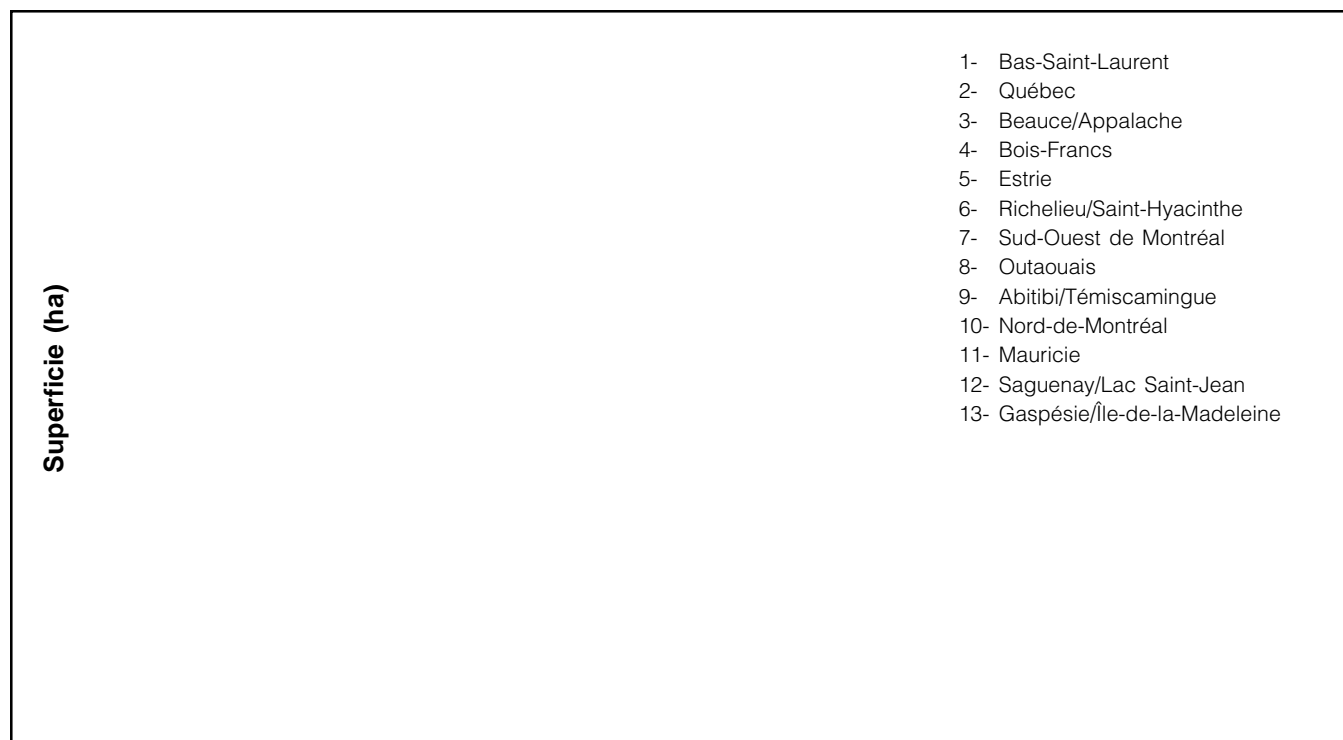 Superficie (ha)
1- Bas-Saint-Laurent
2- Québec
3- Beauce/Appalache
4- Bois-Francs
5- Estrie
6- Richelieu/Saint-Hyacinthe
7- Sud-Ouest de Montréal
8- Outaouais
9- Abitibi/Témiscamingue
10- Nord-de-Montréal
11- Mauricie
12- Saguenay/Lac Saint-Jean
13- Gaspésie/Île-de-la-Madeleine